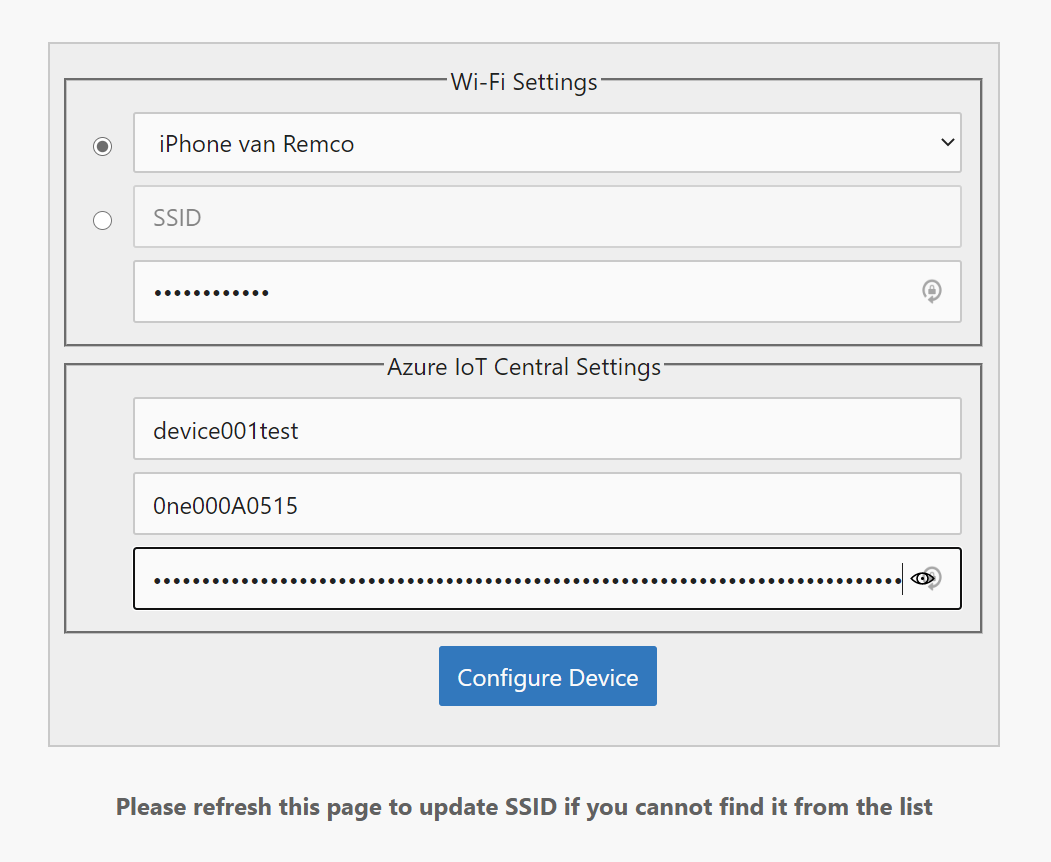 Wi-Fi Settings
iPhone van Remco
SSID
••••••••••••
Azure IoT Central Settings
device001test
0ne000A0515
Configure Device
Please refresh this page to update SSID if you cannot find it from the list